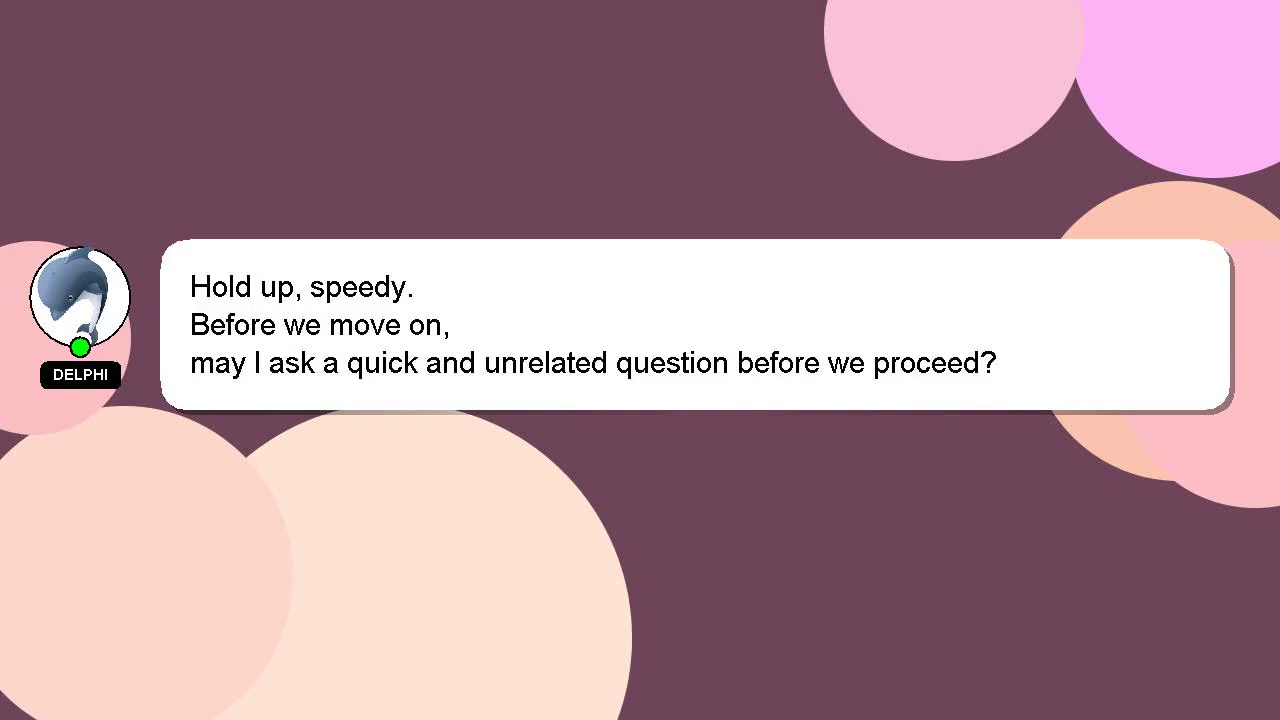 Hold up, speedy.
Before we move on,
may I ask a quick and unrelated question before we proceed?
DELPHI